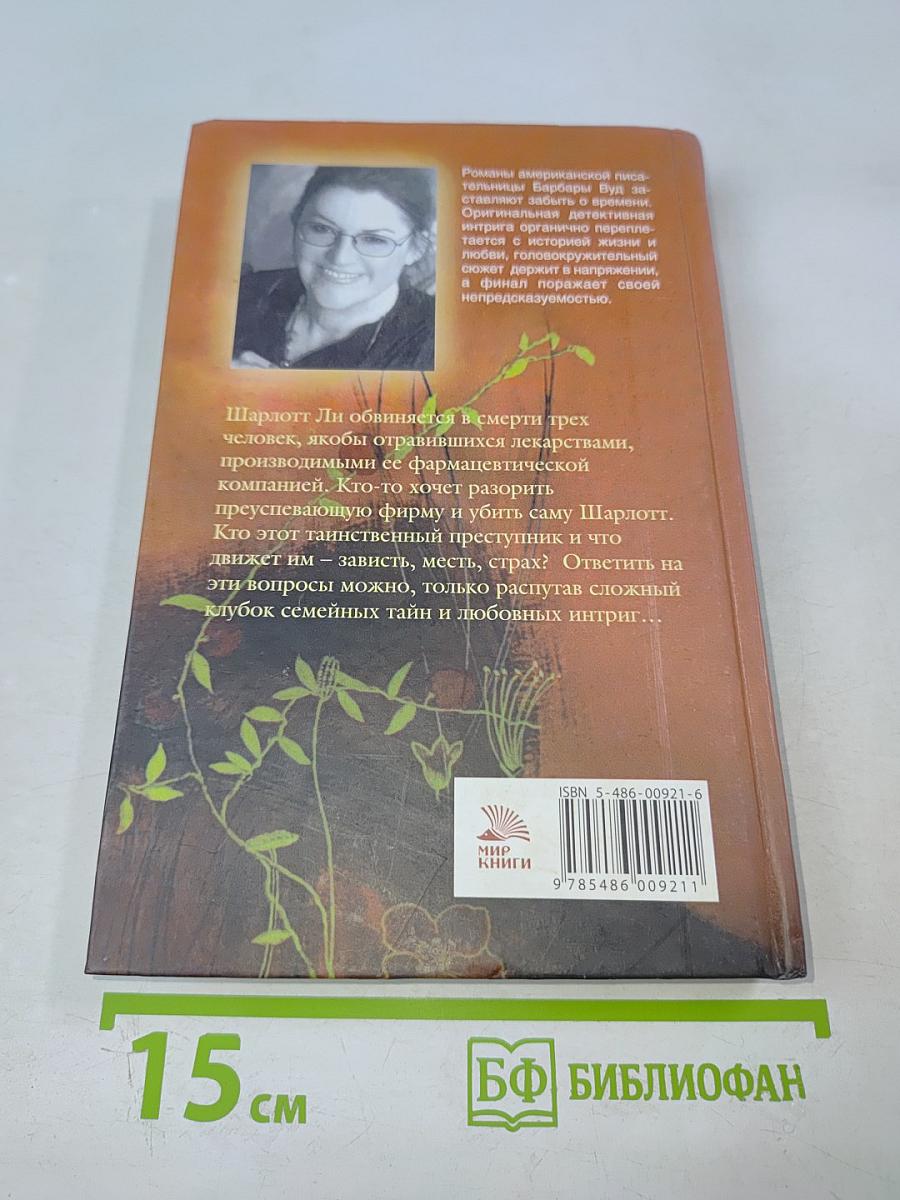 Романы американской писа-
тельницы Барбары Вуд за-
ставляют забыть о времени.
Оригинальная детективная
интрига органично перепле-
тается с историей жизни и
любви, головокружительный
сюжет держит в напряжении,
а финал поражает своей
непредсказуемостью.
Шарлотт Ли обвиняется в смерти трех
человек, якобы отравившихся лекарствами,
производимыми ее фармацевтической
компанией. Кто-то хочет разорить
преуспевающую фирму и убить саму Шарлотт.
Кто этот таинственный преступник и что
движет им – зависть, месть, страх? Ответить на
эти вопросы можно, только распутав сложный
клубок семейных тайн и любовных интриг…
ISBN 5-486-00921-6
МИР
КНИГИ
9 785486 009211
15 см
БФ БИБЛИОФАН